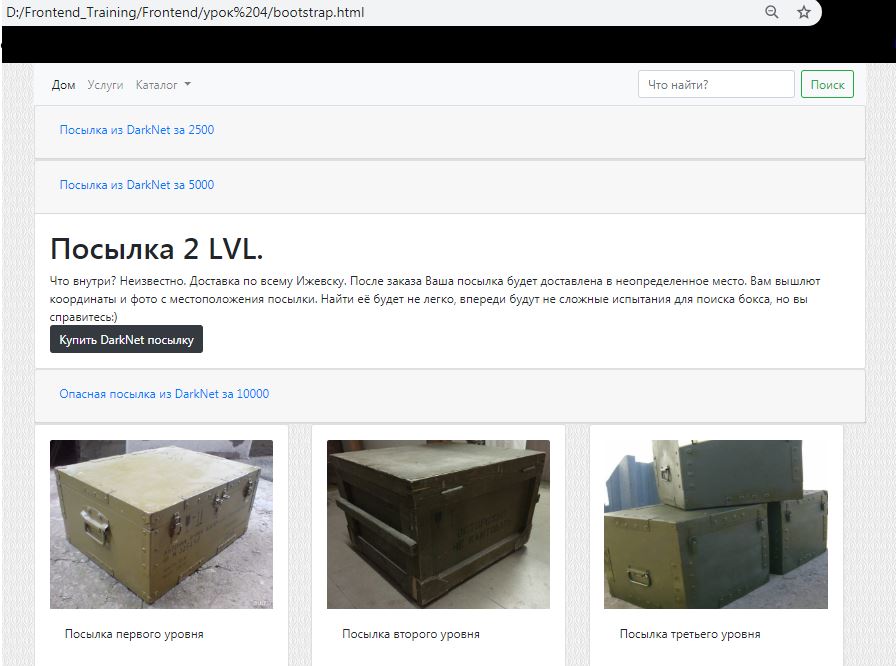 D:/Frontend_Training/Frontend/урок%204/bootstrap.html
Дом Услуги Каталог Что найти? Поиск
Посылка из DarkNet за 2500
Посылка из DarkNet за 5000
Посылка 2 LVL.
Что внутри? Неизвестно. Доставка по всему Ижевску. После заказа Ваша посылка будет доставлена в неопределенное место. Вам вышлют
координаты и фото с местоположения посылки. Найти её будет не легко, впереди будут не сложные испытания для поиска бокса, но вы
справитесь:)
Купить DarkNet посылку
Опасная посылка из DarkNet за 10000
Посылка первого уровня Посылка второго уровня Посылка третьего уровня